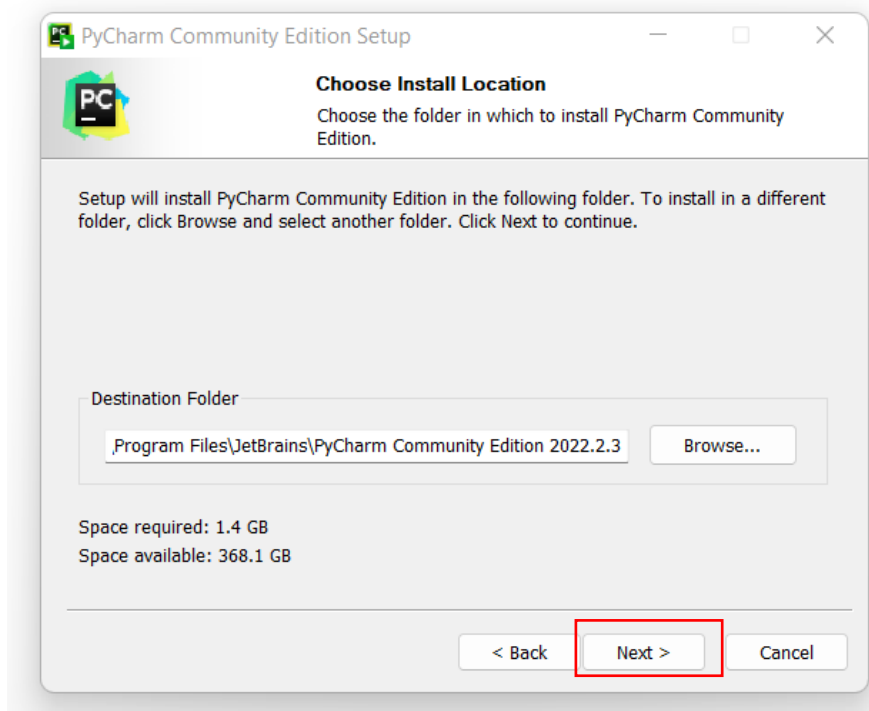 PyCharm Community Edition Setup
PC
Choose Install Location
Choose the folder in which to install PyCharm Community
Edition.
Setup will install PyCharm Community Edition in the following folder. To install in a different
folder, click Browse and select another folder. Click Next to continue.
Destination Folder
Program Files\JetBrains\PyCharm Community Edition 2022.2.3
Browse...
Space required: 1.4 GB
Space available: 368.1 GB
< Back
Next >
Cancel